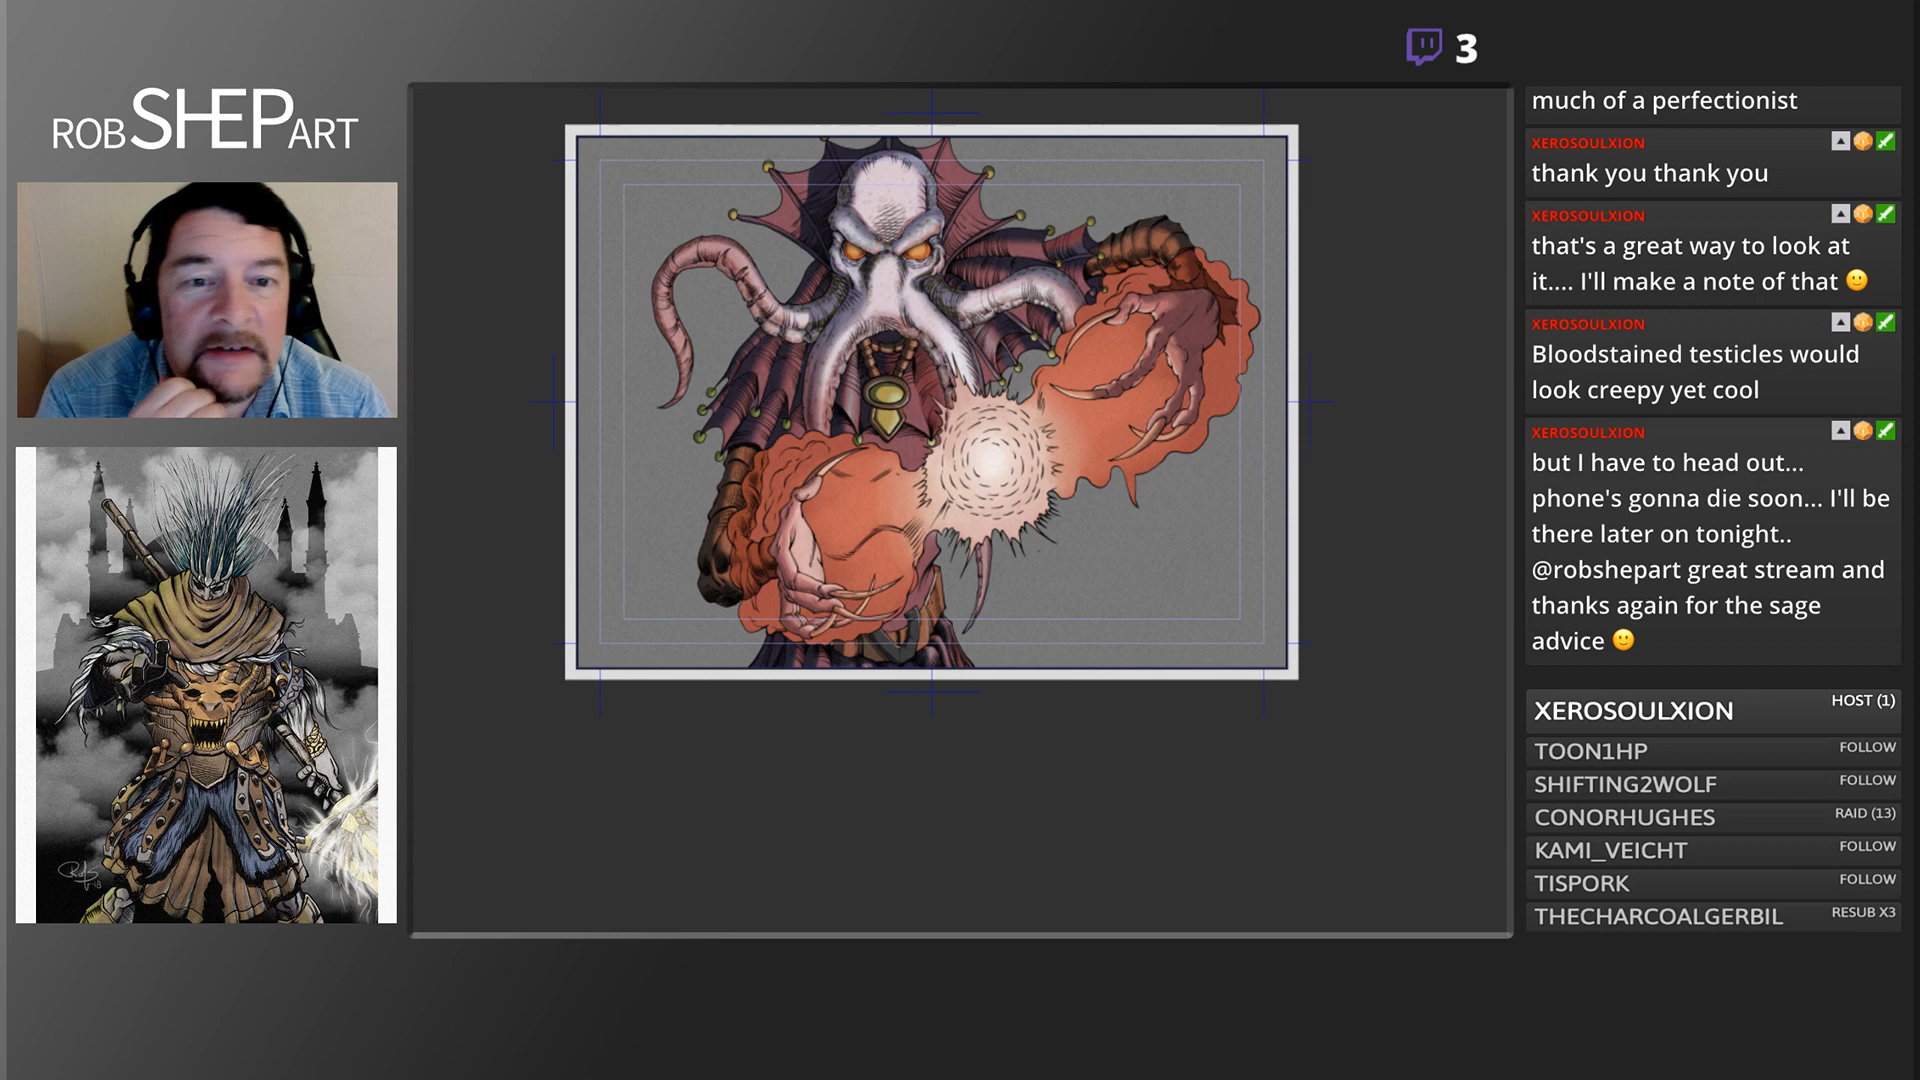 ROBSHEPART
3
much of a perfectionist
XEROSOULXION
thank you thank you
XEROSOULXION
that's a great way to look at
it.... I'll make a note of that 🙂
XEROSOULXION
Bloodstained testicles would
look creepy yet cool
XEROSOULXION
but I have to head out...
phone's gonna die soon... I'll be
there later on tonight..
@robshepart great stream and
thanks again for the sage
advice 🙂
XEROSOULXION HOST (1)
TOON1HP FOLLOW
SHIFTING2WOLF FOLLOW
CONORHUGHES RAID (13)
KAMI_VEICHT FOLLOW
TISPORK FOLLOW
THECHARCOALGERBIL RESUB X3